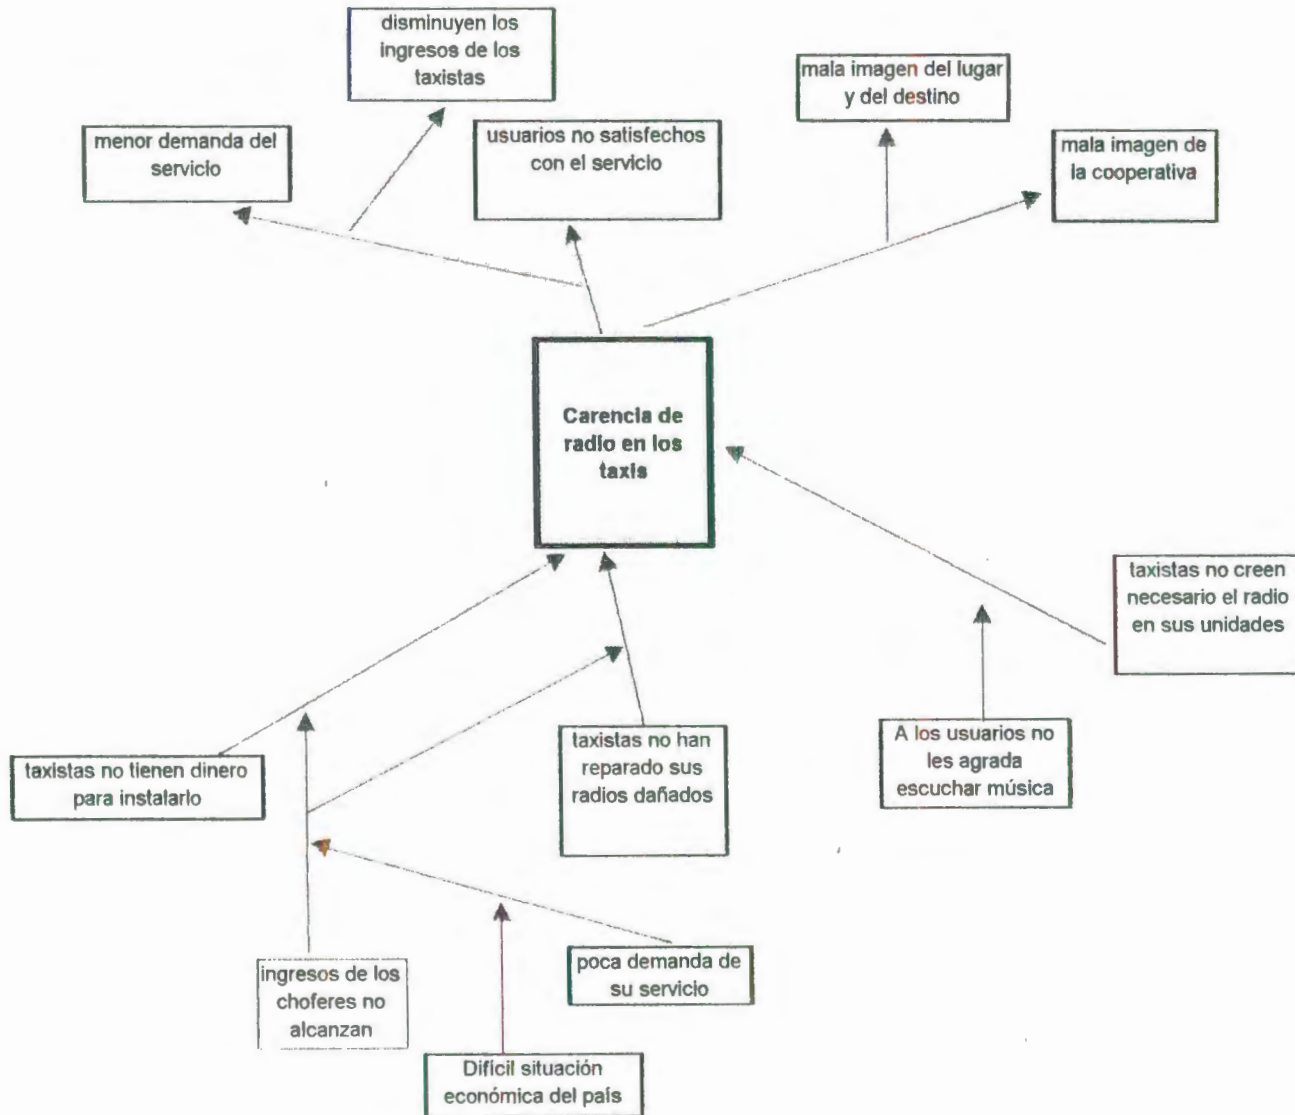 disminuyen los
ingresos de los
taxistas
mala imagen del lugar
y del destino
menor demanda del
servicio
usuarios no satisfechos
con el servicio
mala imagen de
la cooperativa
Carencia de
radio en los
taxis
taxistas no creen
necesario el radio
en sus unidades
taxistas no tienen dinero
para instalarlo
taxistas no han
reparado sus
radios dañados
A los usuarios no
les agrada
escuchar música
ingresos de los
choferes no
alcanzan
poca demanda de
su servicio
Difícil situación
económica del país